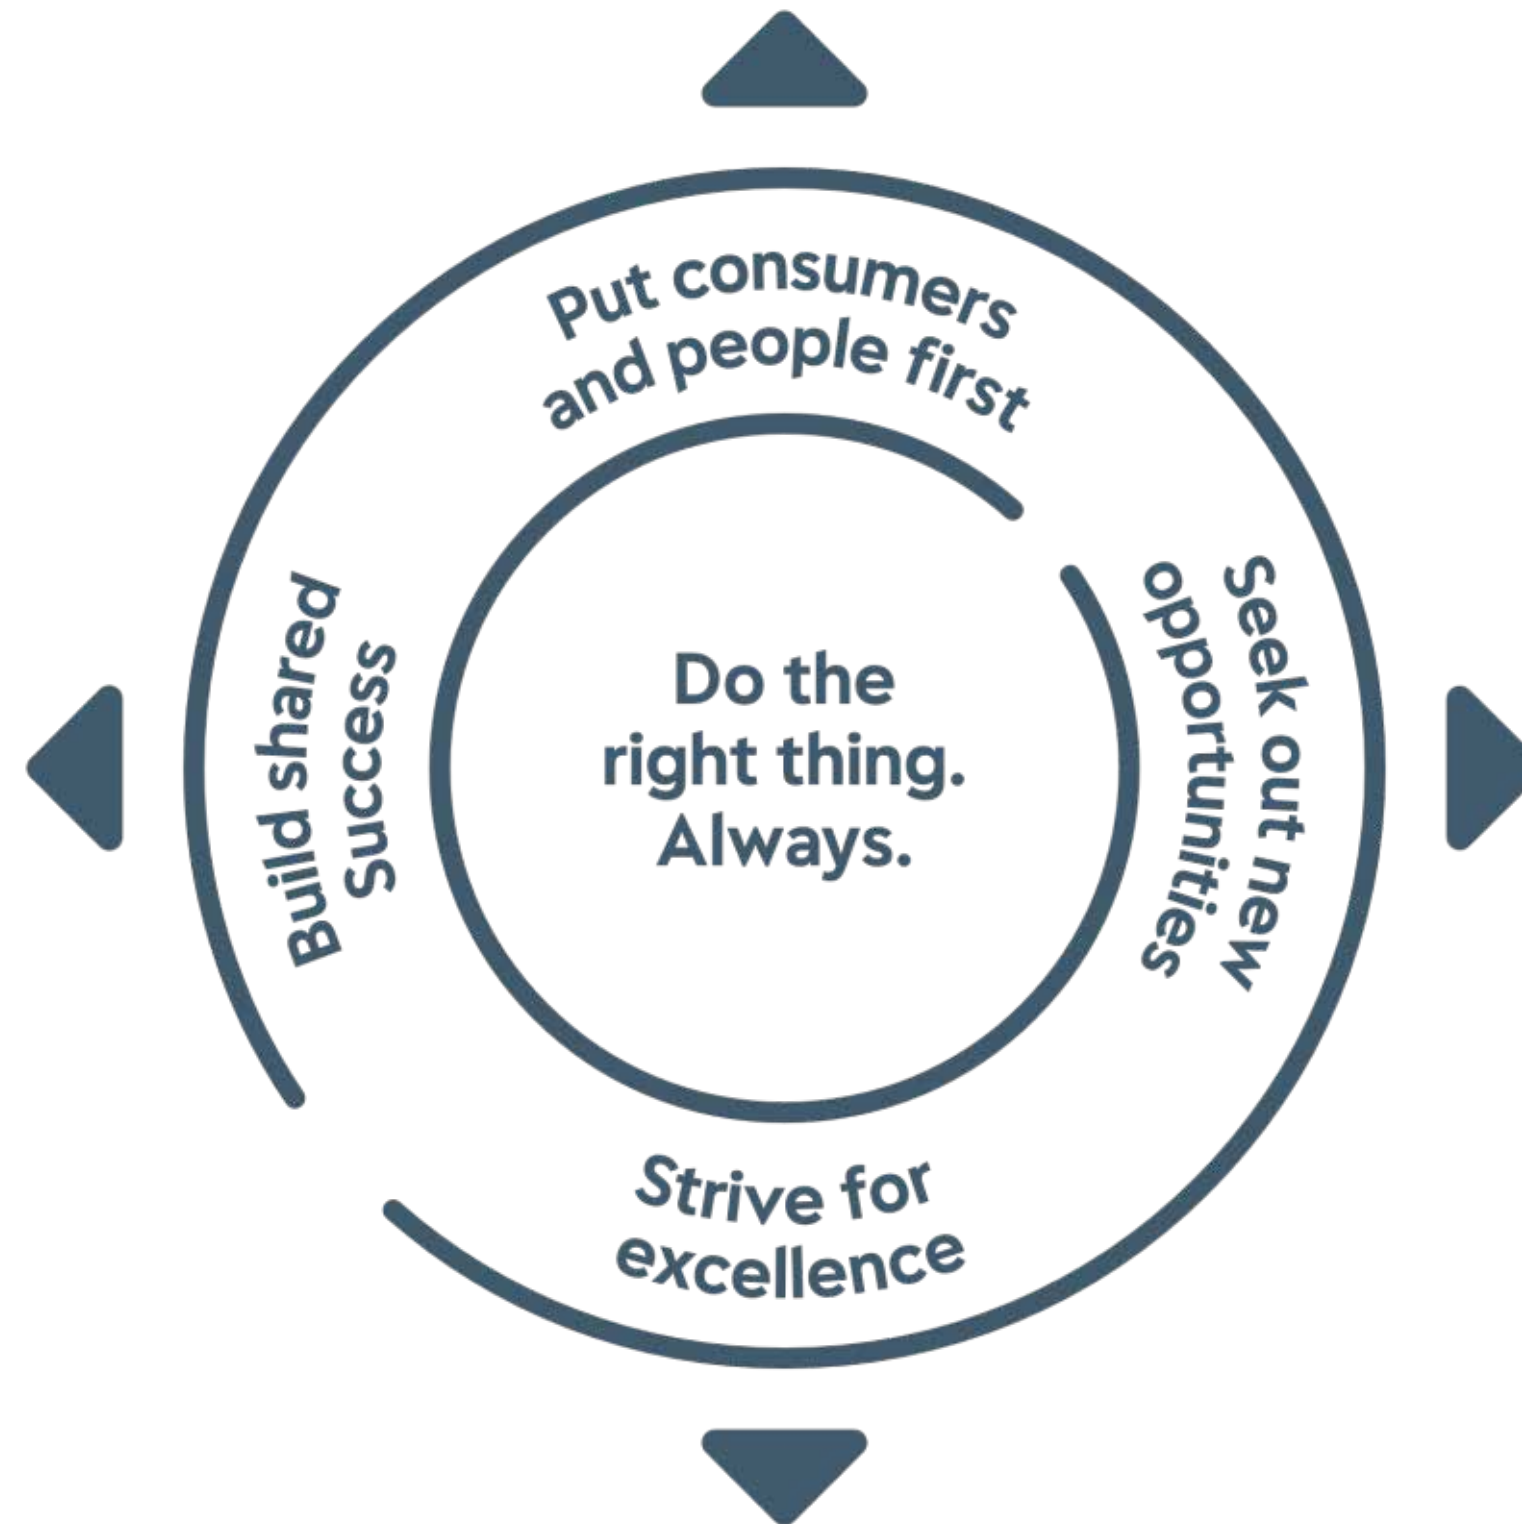 Put consumers
and people first
Seek out new
opportunities
Strive for
excellence
Build shared
Success
Do the
right thing.
Always.